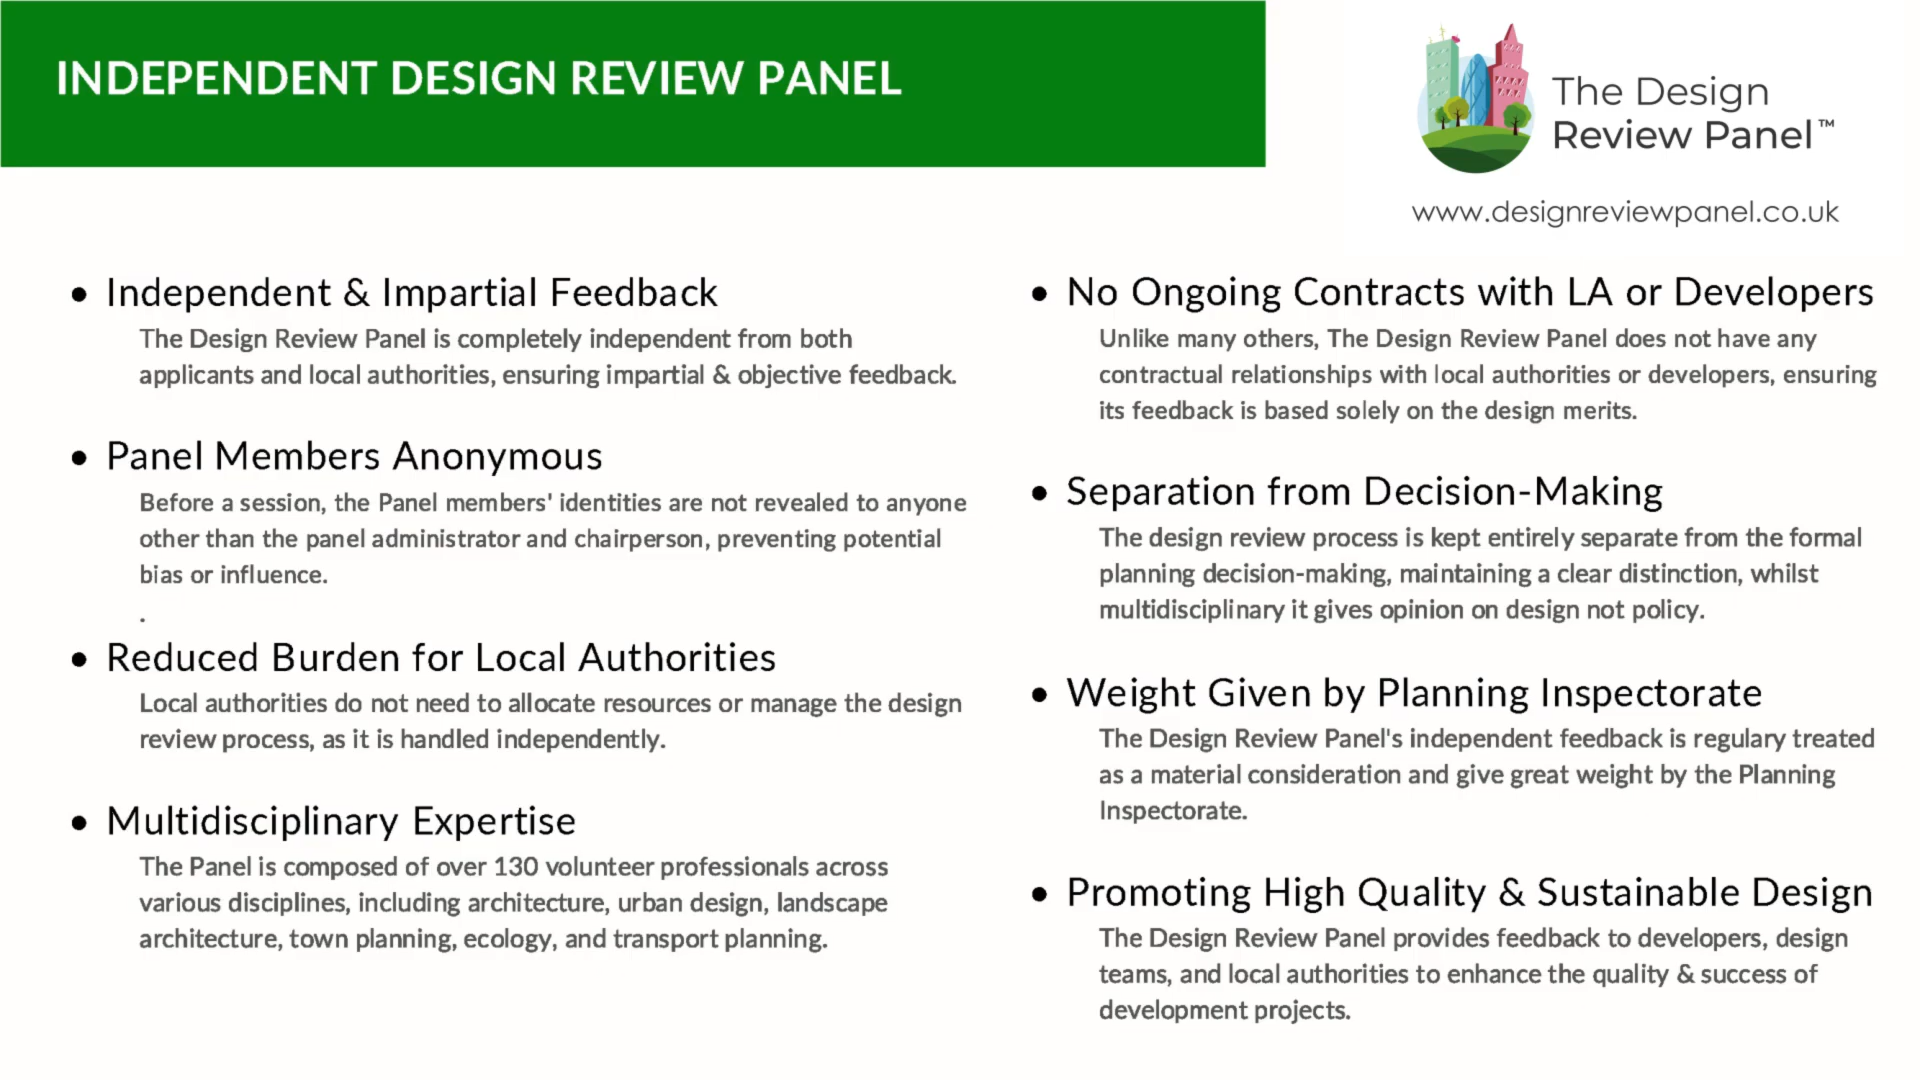 INDEPENDENT DESIGN REVIEW PANEL
The Design
Review Panel™
www.designreviewpanel.co.uk
• Independent & Impartial Feedback
The Design Review Panel is completely independent from both
applicants and local authorities, ensuring impartial & objective feedback.
• Panel Members Anonymous
Before a session, the Panel members' identities are not revealed to anyone
other than the panel administrator and chairperson, preventing potential
bias or influence.
.
• Reduced Burden for Local Authorities
Local authorities do not need to allocate resources or manage the design
review process, as it is handled independently.
• Multidisciplinary Expertise
The Panel is composed of over 130 volunteer professionals across
various disciplines, including architecture, urban design, landscape
architecture, town planning, ecology, and transport planning.
• No Ongoing Contracts with LA or Developers
Unlike many others, The Design Review Panel does not have any
contractual relationships with local authorities or developers, ensuring
its feedback is based solely on the design merits.
• Separation from Decision-Making
The design review process is kept entirely separate from the formal
planning decision-making, maintaining a clear distinction, whilst
multidisciplinary it gives opinion on design not policy.
• Weight Given by Planning Inspectorate
The Design Review Panel's independent feedback is regulary treated
as a material consideration and give great weight by the Planning
Inspectorate.
• Promoting High Quality & Sustainable Design
The Design Review Panel provides feedback to developers, design
teams, and local authorities to enhance the quality & success of
development projects.